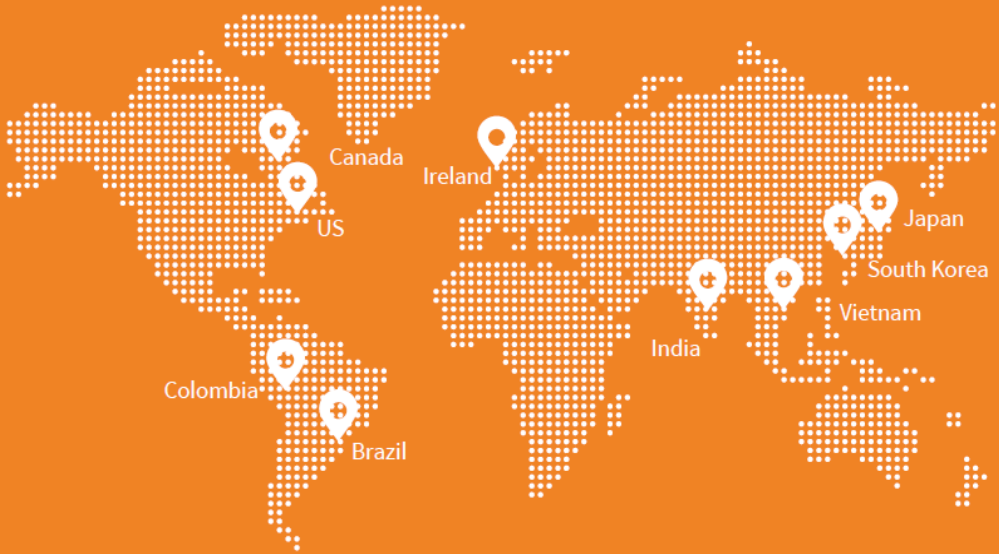 Canada
Ireland
US
Japan
South Korea
Vietnam
India
Colombia
Brazil